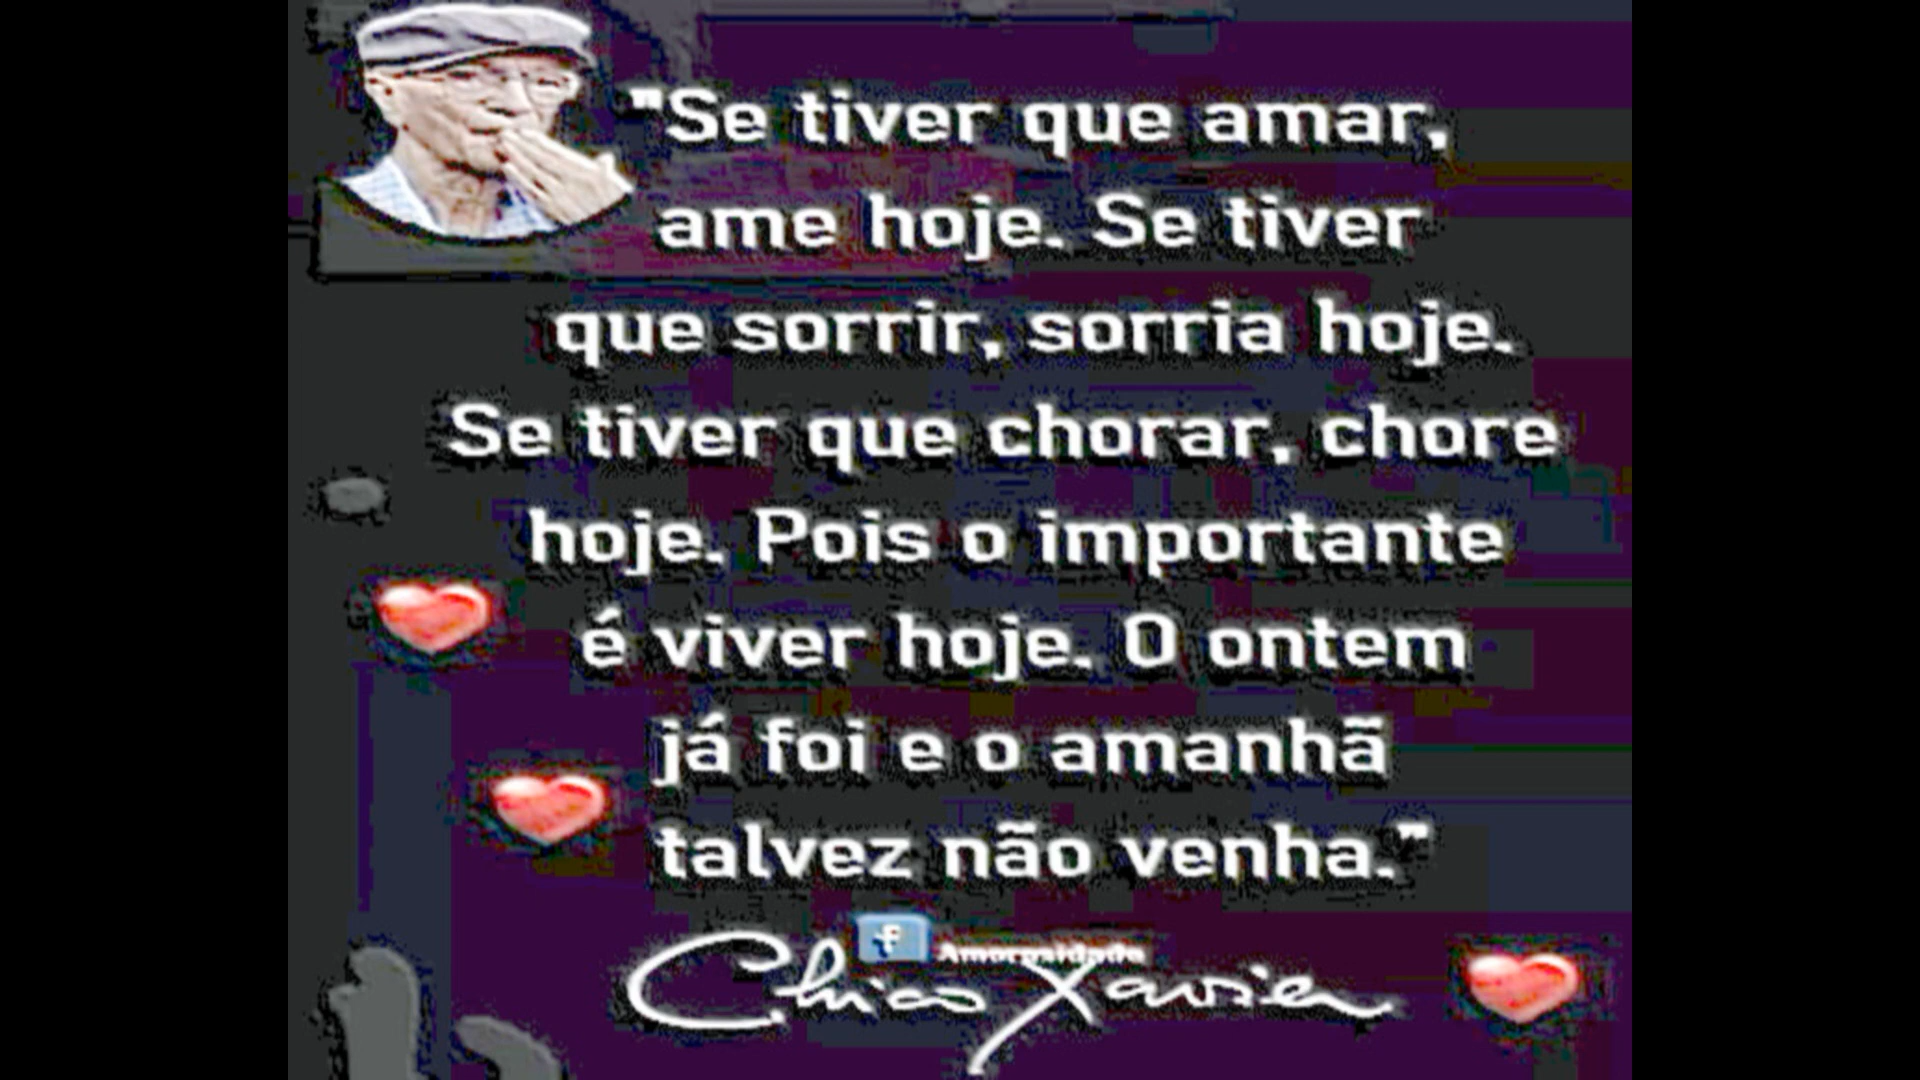 "Se tiver que amar,
ame hoje. Se tiver
que sorrir, sorria hoje.
Se tiver que chorar, chore
hoje. Pois o importante
é viver hoje. O ontem
já foi e o amanhã
talvez não venha."
f Amorosidade
Chico Xavier